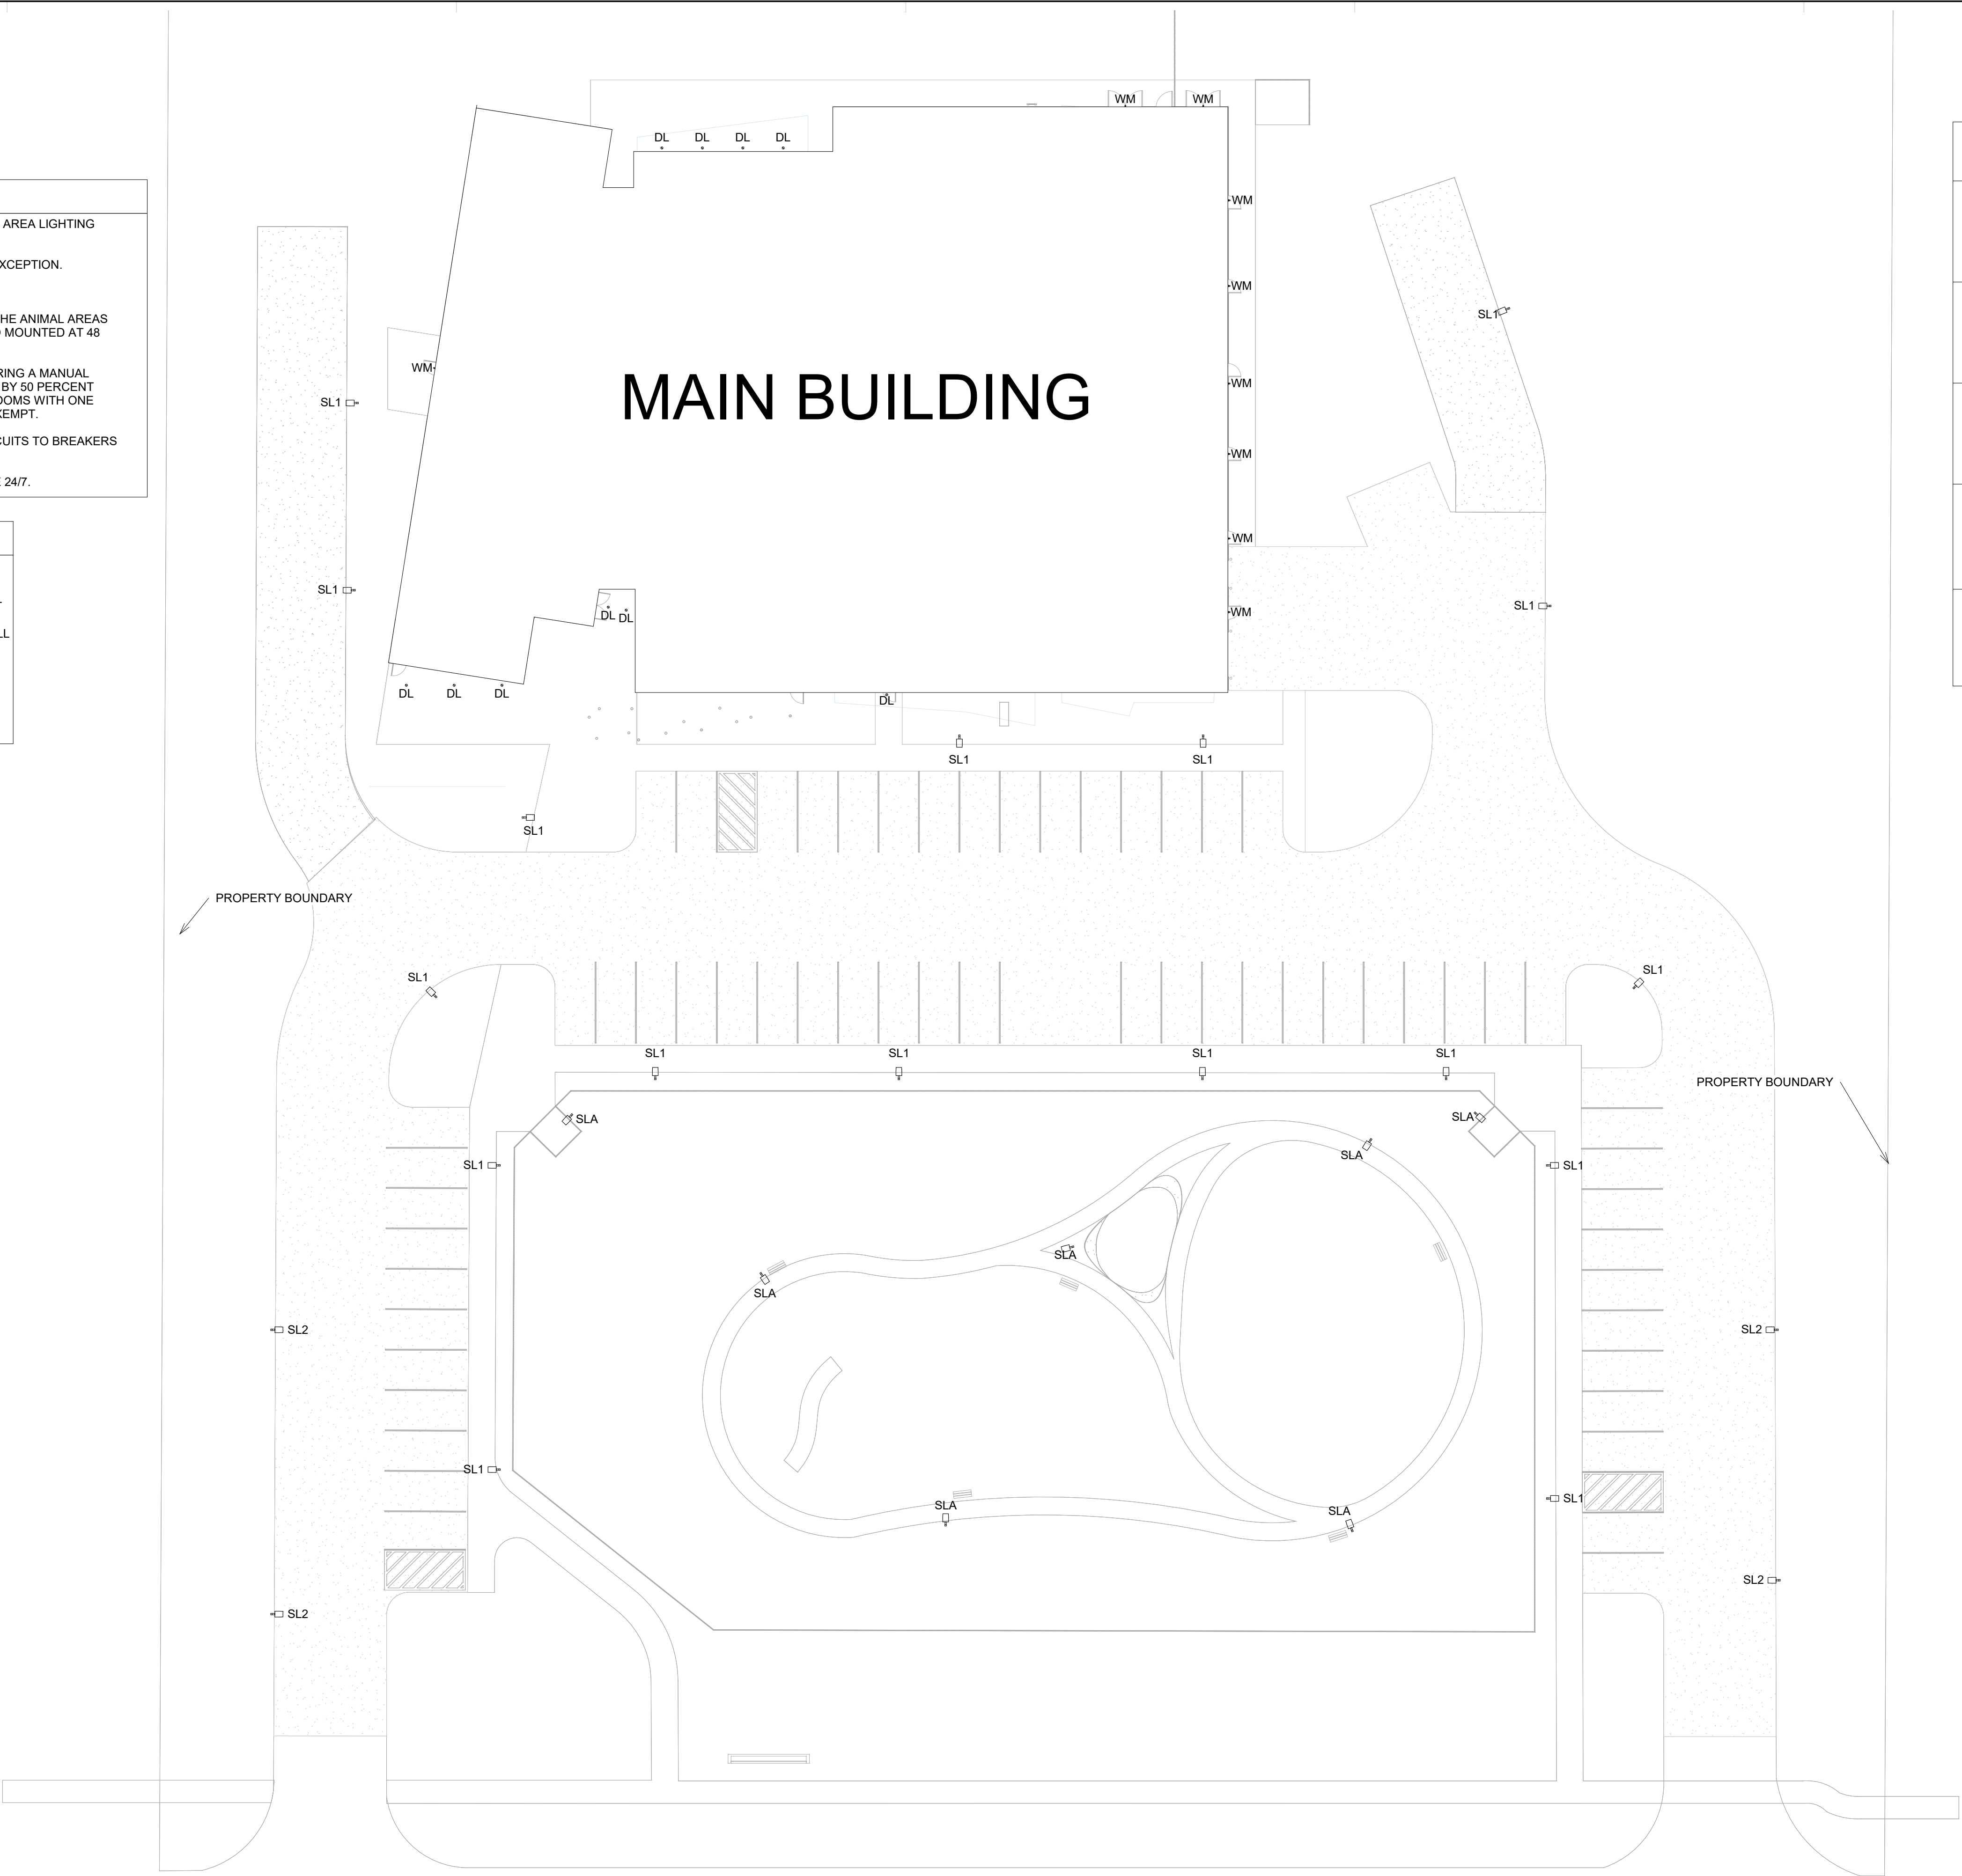 AREA LIGHTING
XCEPTION.
HE ANIMAL AREAS
MOUNTED AT 48
RING A MANUAL
BY 50 PERCENT
OOMS WITH ONE
XEMPT.
CUITS TO BREAKERS
24/7.
LL
WM WM
DL DL DL DL
WM
WM
SL1
WM
MAIN BUILDING
WM
SL1
WM
WM
SL1
SL1
DL DL
WM
DL DL DL
DL
SL1 SL1
SL1
PROPERTY BOUNDARY
SL1 SL1
SL1 SL1 SL1 SL1
PROPERTY BOUNDARY
SLA SLA
SLA
SL1 SL1
SLA
SLA
SL2 SL2
SL1
SL1
SLA SLA
SL2
SL2